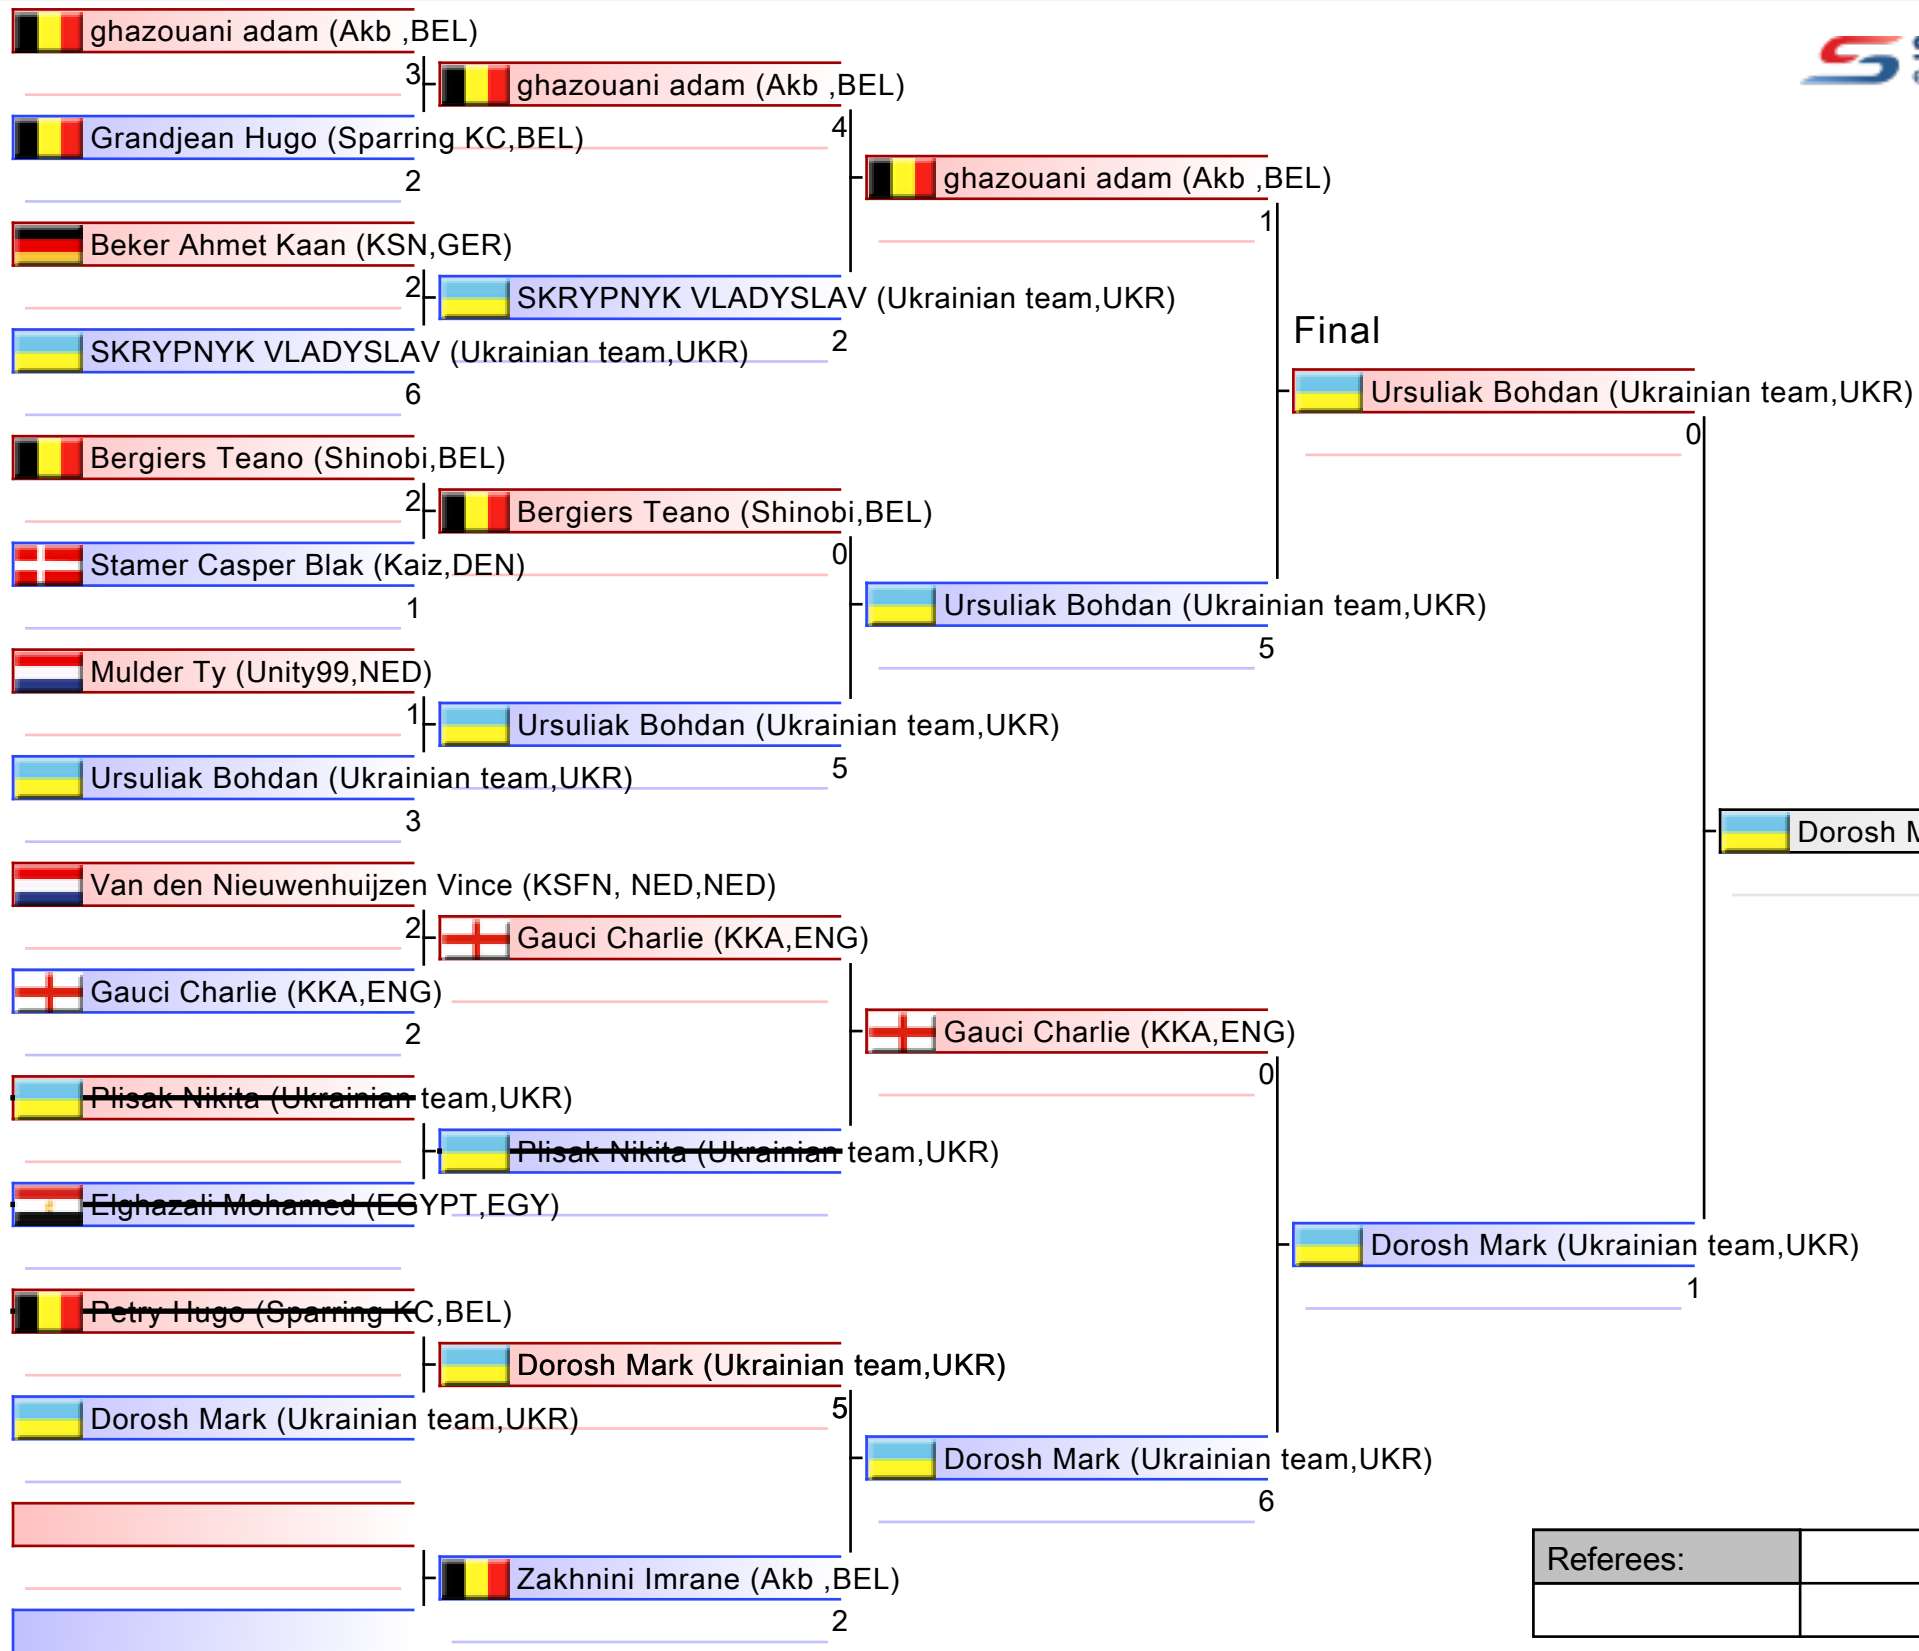 ghazouani adam (Akb ,BEL)
3
ghazouani adam (Akb ,BEL)
4
Grandjean Hugo (Sparring KC,BEL)
2
ghazouani adam (Akb ,BEL)
1
Beker Ahmet Kaan (KSN,GER)
2
SKRYPNYK VLADYSLAV (Ukrainian team,UKR)
2
SKRYPNYK VLADYSLAV (Ukrainian team,UKR)
6
Final
Ursuliak Bohdan (Ukrainian team,UKR)
0
Bergiers Teano (Shinobi,BEL)
2
Bergiers Teano (Shinobi,BEL)
0
Stamer Casper Blak (Kaiz,DEN)
1
Ursuliak Bohdan (Ukrainian team,UKR)
5
Mulder Ty (Unity99,NED)
1
Ursuliak Bohdan (Ukrainian team,UKR)
5
Ursuliak Bohdan (Ukrainian team,UKR)
3
Dorosh
Van den Nieuwenhuijzen Vince (KSFN, NED,NED)
2
Gauci Charlie (KKA,ENG)
Gauci Charlie (KKA,ENG)
2
Gauci Charlie (KKA,ENG)
0
Plisak Nikita (Ukrainian team,UKR)
Plisak Nikita (Ukrainian team,UKR)
Elghazali Mohamed (EGYPT,EGY)
Dorosh Mark (Ukrainian team,UKR)
1
Petry Hugo (Sparring KC,BEL)
Dorosh Mark (Ukrainian team,UKR)
5
Dorosh Mark (Ukrainian team,UKR)
Dorosh Mark (Ukrainian team,UKR)
6
Zakhnini Imrane (Akb ,BEL)
2
Referees: